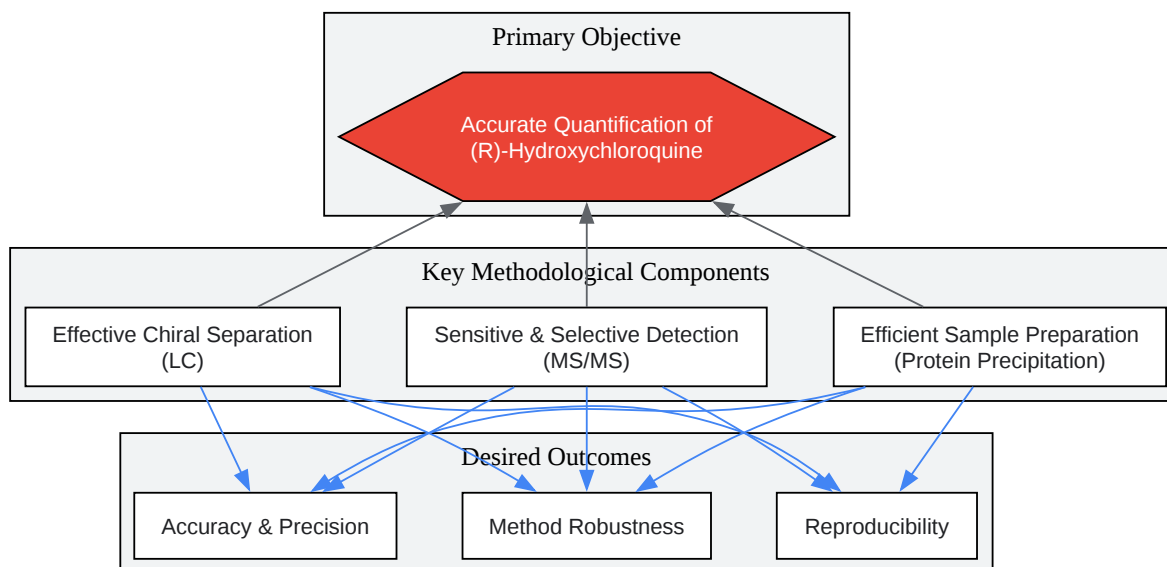 Primary Objective
Accurate Quantification of
(R)-Hydroxychloroquine
Key Methodological Components
Effective Chiral Separation
(LC)
Sensitive & Selective Detection
(MS/MS)
Efficient Sample Preparation
(Protein Precipitation)
Desired Outcomes
Accuracy & Precision
Method Robustness
Reproducibility